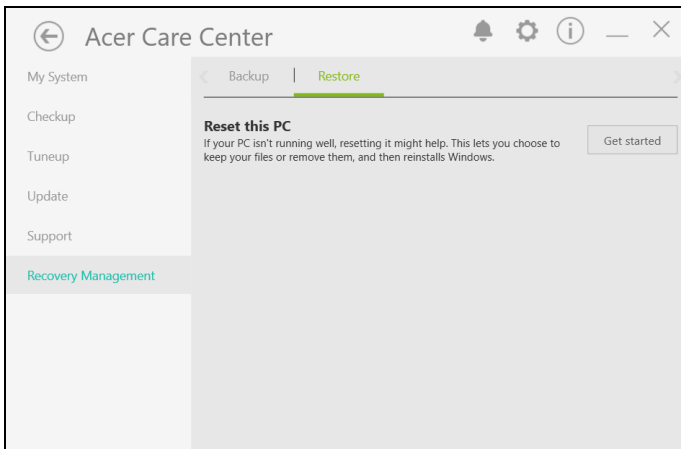 Acer Care Center
My System
Checkup
Tuneup
Update
Support
Recovery Management
Backup | Restore
Reset this PC
If your PC isn't running well, resetting it might help. This lets you choose to
keep your files or remove them, and then reinstalls Windows.
Get started